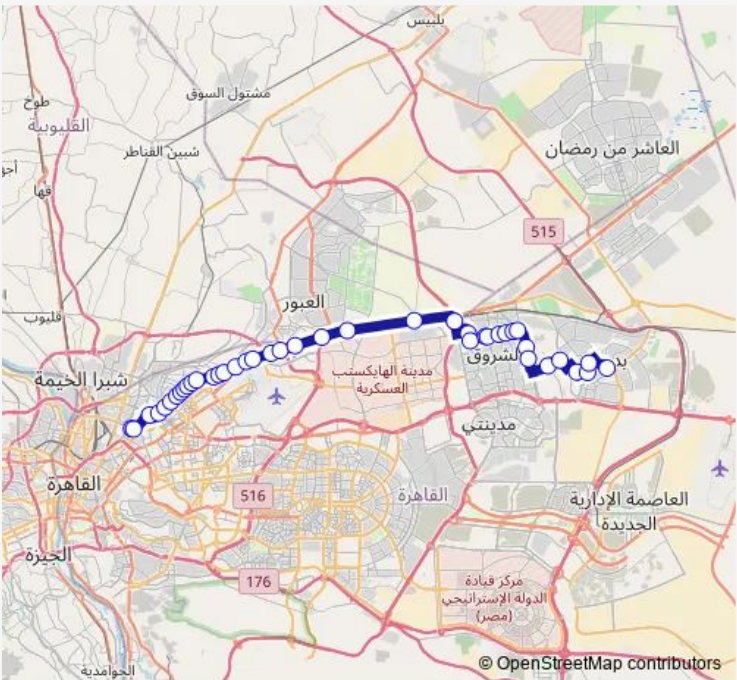 بلبيس
مشتول السوق
طوخ
القليوبية
شبين القناطر
العاشر من رمضان
قها
515
العبور
قليوب
شبرا الخيمة
مدينة الهايكستب
العسكرية
الشروق
مدينتي
القاهرة
516
القاهرة
العاصمة الإدارية
الجديدة
الجيزة
176
مركز قيادة
الدولة الإستراتيجي
(مصر)
الحوامدية
© OpenStreetMap contributors